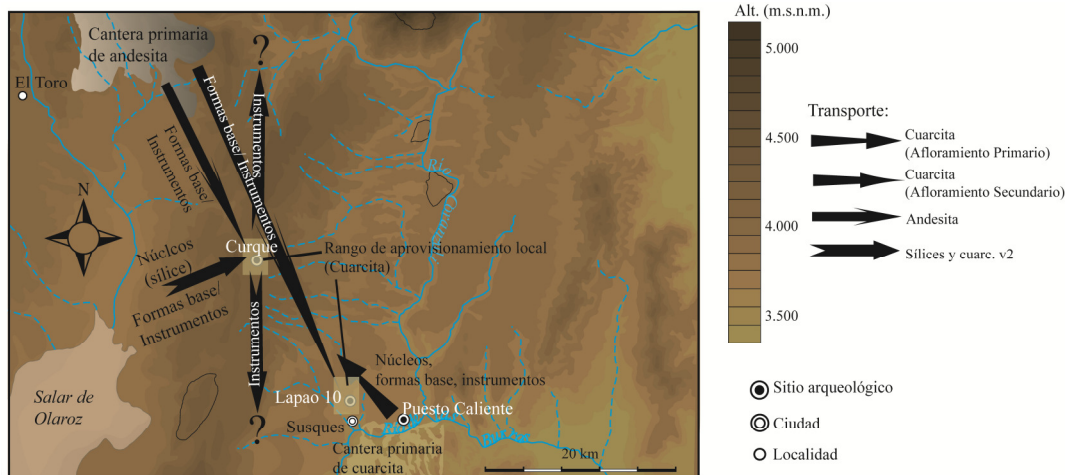 Cantera primaria
de andesita
El Toro
?
Formas base/
Instrumentos
Formas base/ Instrumentos
Instrumentos
Río
N
Curque
Núcleos
(sílice)
Formas base/
Instrumentos
Rango de aprovisionamiento local
(Cuarcita)
Instrumentos
Núcleos,
formas base, instrumentos
Salar de
Olaroz
Lapao 10
Puesto Caliente
?
Susques
Cantera primaria
de cuarcita
20 km
Alt. (m.s.n.m.)
5.000
4.500
4.000
3.500
Transporte:
Cuarcita
(Afloramiento Primario)
Cuarcita
(Afloramiento Secundario)
Andesita
Sílices y cuarc. v2
Sitio arqueológico
Ciudad
Localidad